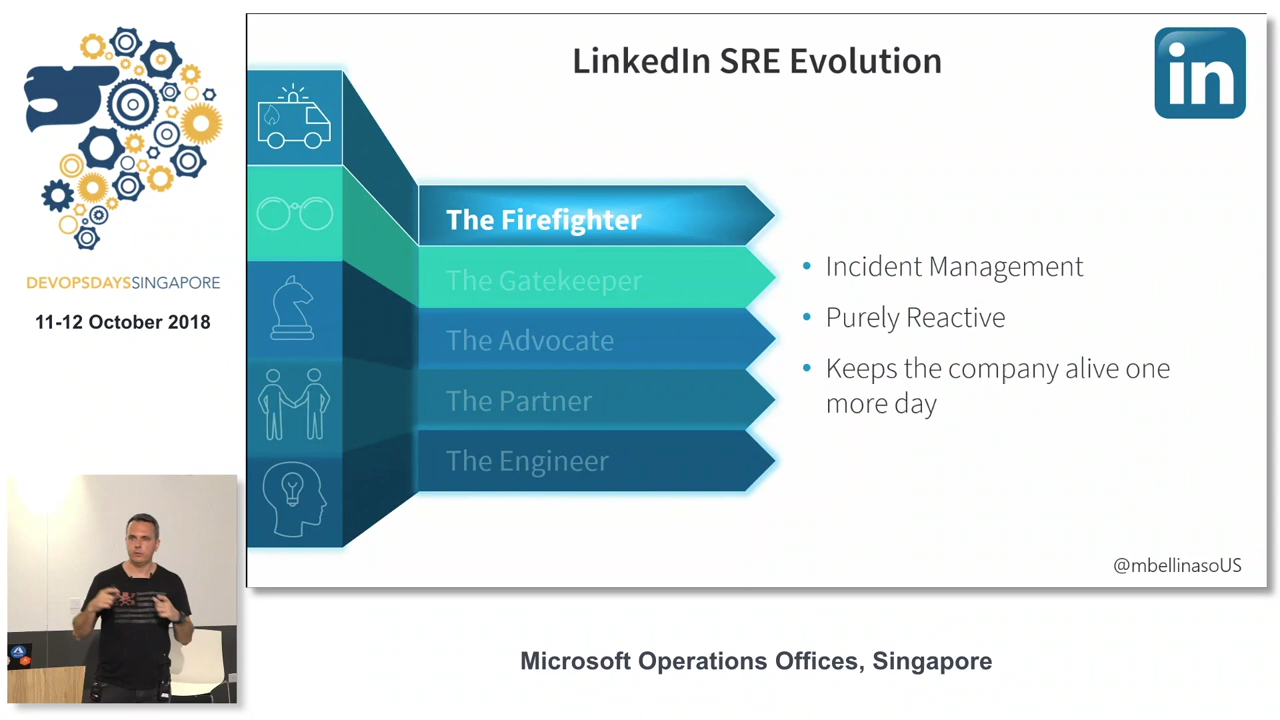 DEVOPSDAYSSINGAPORE
11-12 October 2018
LinkedIn SRE Evolution
in
The Firefighter
The Gatekeeper
The Advocate
The Partner
The Engineer
• Incident Management
• Purely Reactive
• Keeps the company alive one
more day
@mbellinasoUS
Microsoft Operations Offices, Singapore